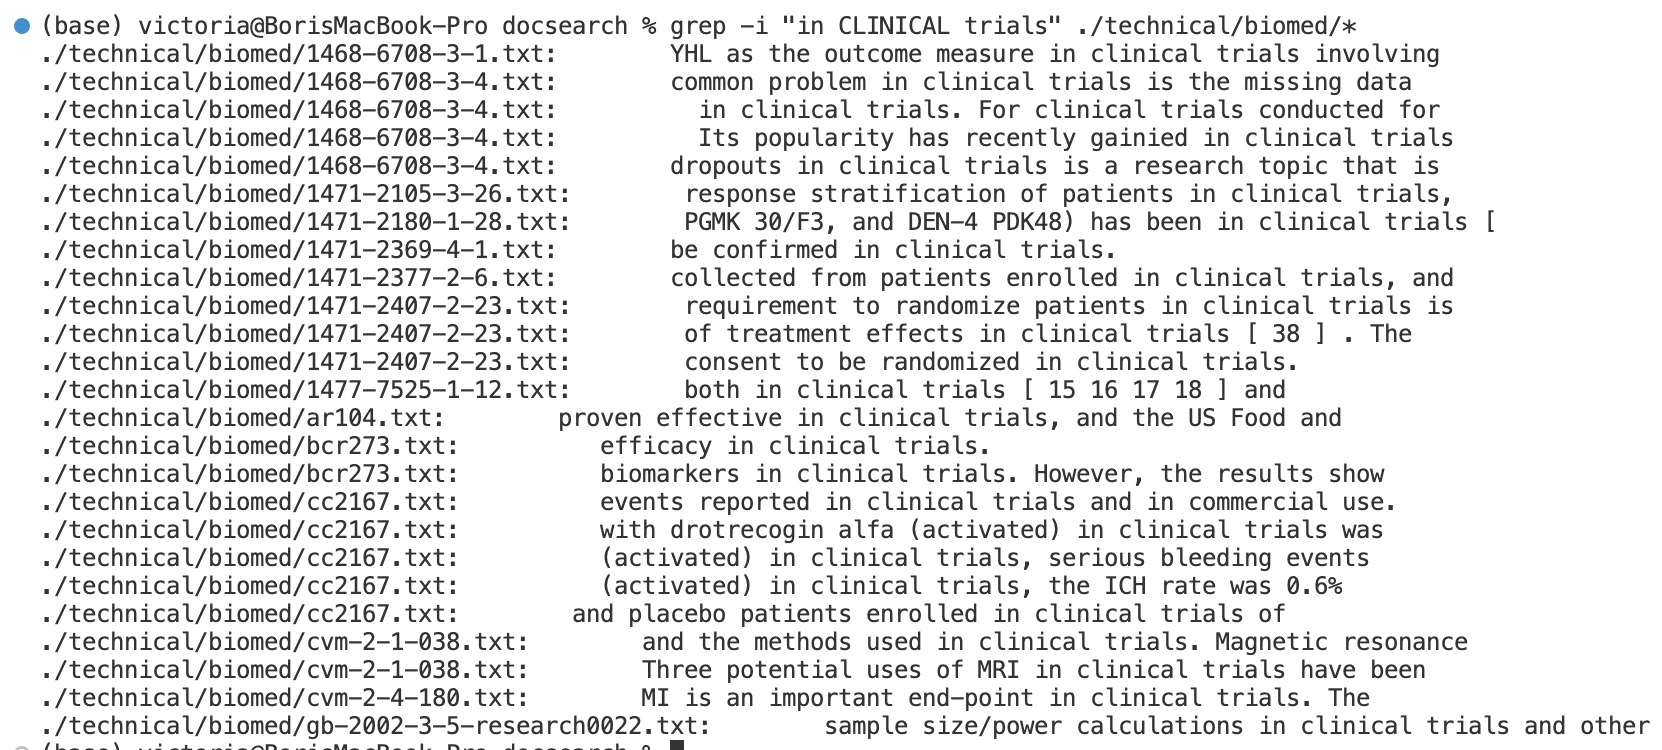 (base) victoria@BorisMacBook-Pro docsearch % grep -i "in CLINICAL trials" ./technical/biomed/*
./technical/biomed/1468-6708-3-1.txt:        YHL as the outcome measure in clinical trials involving
./technical/biomed/1468-6708-3-4.txt:        common problem in clinical trials is the missing data
./technical/biomed/1468-6708-3-4.txt:          in clinical trials. For clinical trials conducted for
./technical/biomed/1468-6708-3-4.txt:          Its popularity has recently gainied in clinical trials
./technical/biomed/1468-6708-3-4.txt:        dropouts in clinical trials is a research topic that is
./technical/biomed/1471-2105-3-26.txt:        response stratification of patients in clinical trials,
./technical/biomed/1471-2180-1-28.txt:        PGMK 30/F3, and DEN-4 PDK48) has been in clinical trials [
./technical/biomed/1471-2369-4-1.txt:        be confirmed in clinical trials.
./technical/biomed/1471-2377-2-6.txt:        collected from patients enrolled in clinical trials, and
./technical/biomed/1471-2407-2-23.txt:        requirement to randomize patients in clinical trials is
./technical/biomed/1471-2407-2-23.txt:        of treatment effects in clinical trials [ 38 ] . The
./technical/biomed/1471-2407-2-23.txt:        consent to be randomized in clinical trials.
./technical/biomed/1477-7525-1-12.txt:        both in clinical trials [ 15 16 17 18 ] and
./technical/biomed/ar104.txt:        proven effective in clinical trials, and the US Food and
./technical/biomed/bcr273.txt:          efficacy in clinical trials.
./technical/biomed/bcr273.txt:          biomarkers in clinical trials. However, the results show
./technical/biomed/cc2167.txt:          events reported in clinical trials and in commercial use.
./technical/biomed/cc2167.txt:          with drotrecogin alfa (activated) in clinical trials was
./technical/biomed/cc2167.txt:          (activated) in clinical trials, serious bleeding events
./technical/biomed/cc2167.txt:          (activated) in clinical trials, the ICH rate was 0.6%
./technical/biomed/cc2167.txt:        and placebo patients enrolled in clinical trials of
./technical/biomed/cvm-2-1-038.txt:        and the methods used in clinical trials. Magnetic resonance
./technical/biomed/cvm-2-1-038.txt:        Three potential uses of MRI in clinical trials have been
./technical/biomed/cvm-2-4-180.txt:        MI is an important end-point in clinical trials. The
./technical/biomed/gb-2002-3-5-research0022.txt:        sample size/power calculations in clinical trials and other
(base) victoria@BorisMacBook-Pro docsearch %